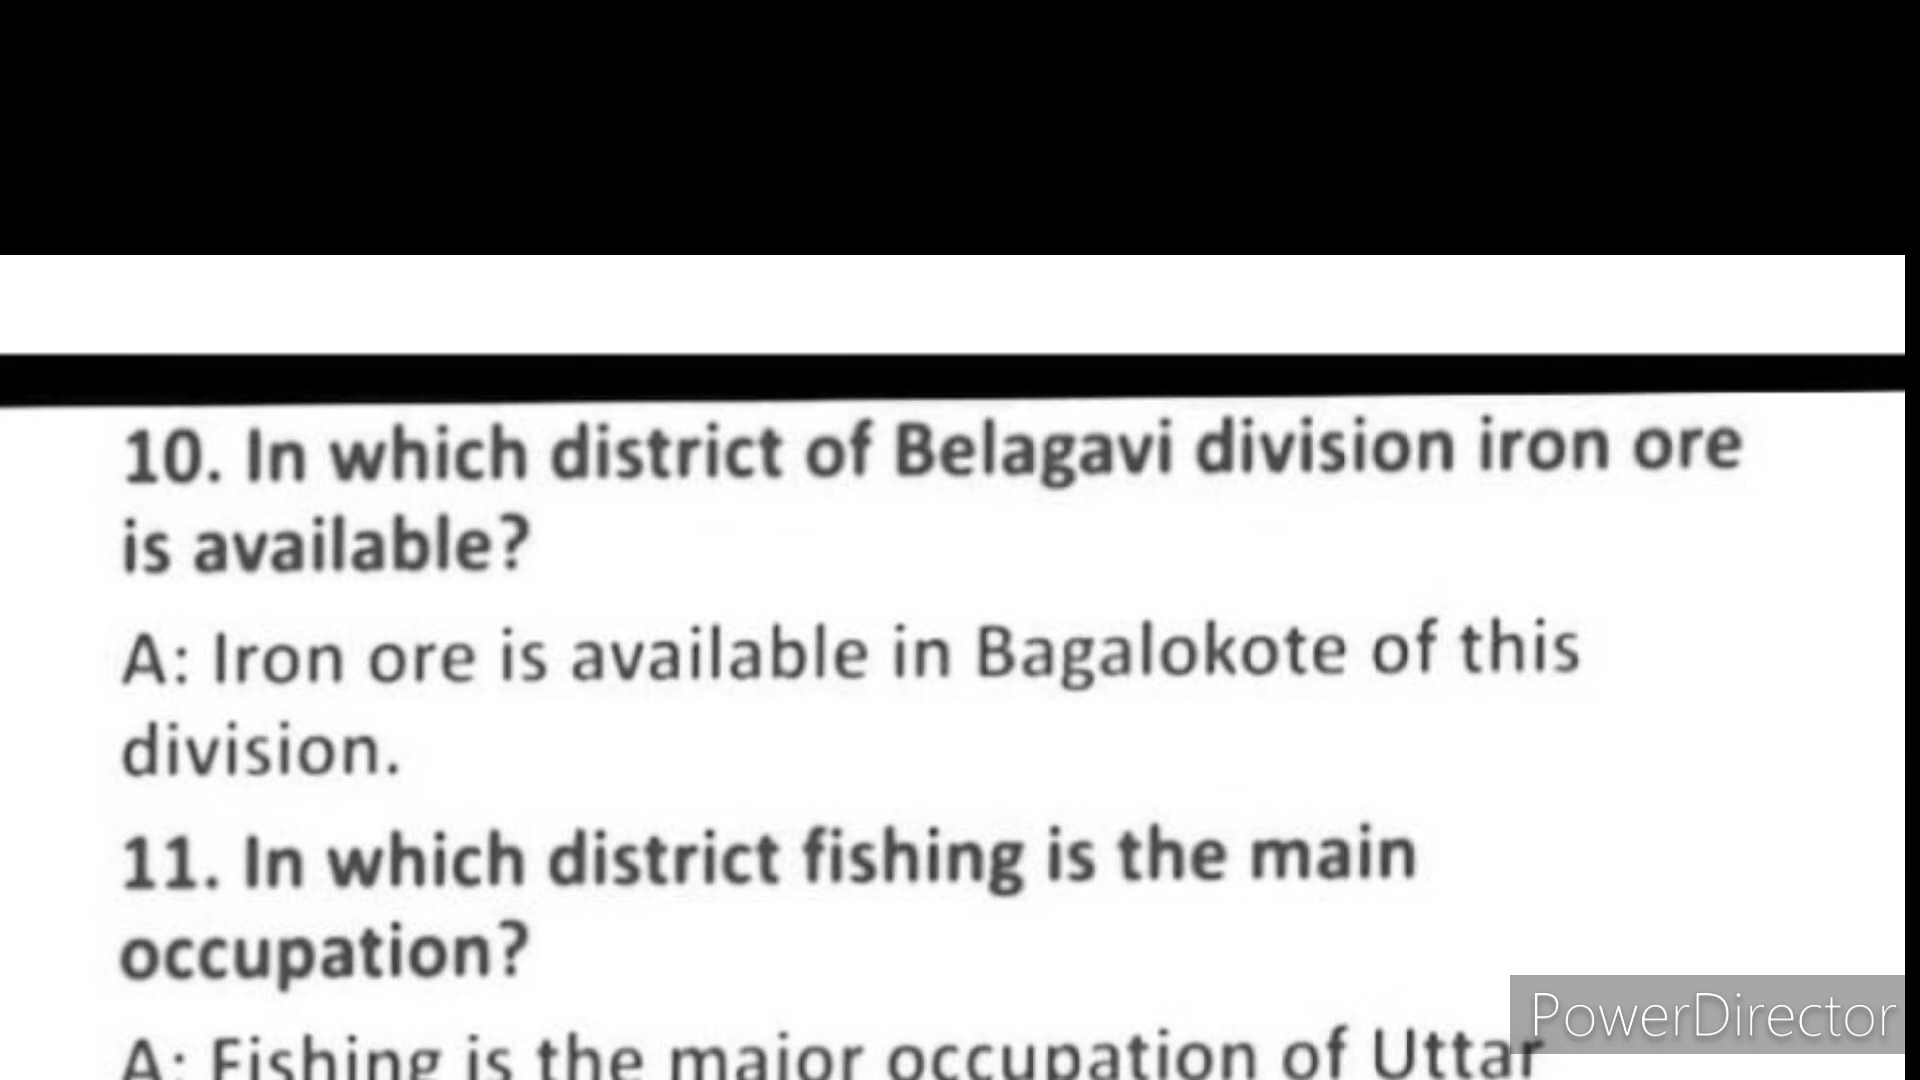 10. In which district of Belagavi division iron ore
is available?
A: Iron ore is available in Bagalokote of this
division.
11. In which district fishing is the main
occupation?
A: Fishing is the major occupation of Uttar
PowerDirector